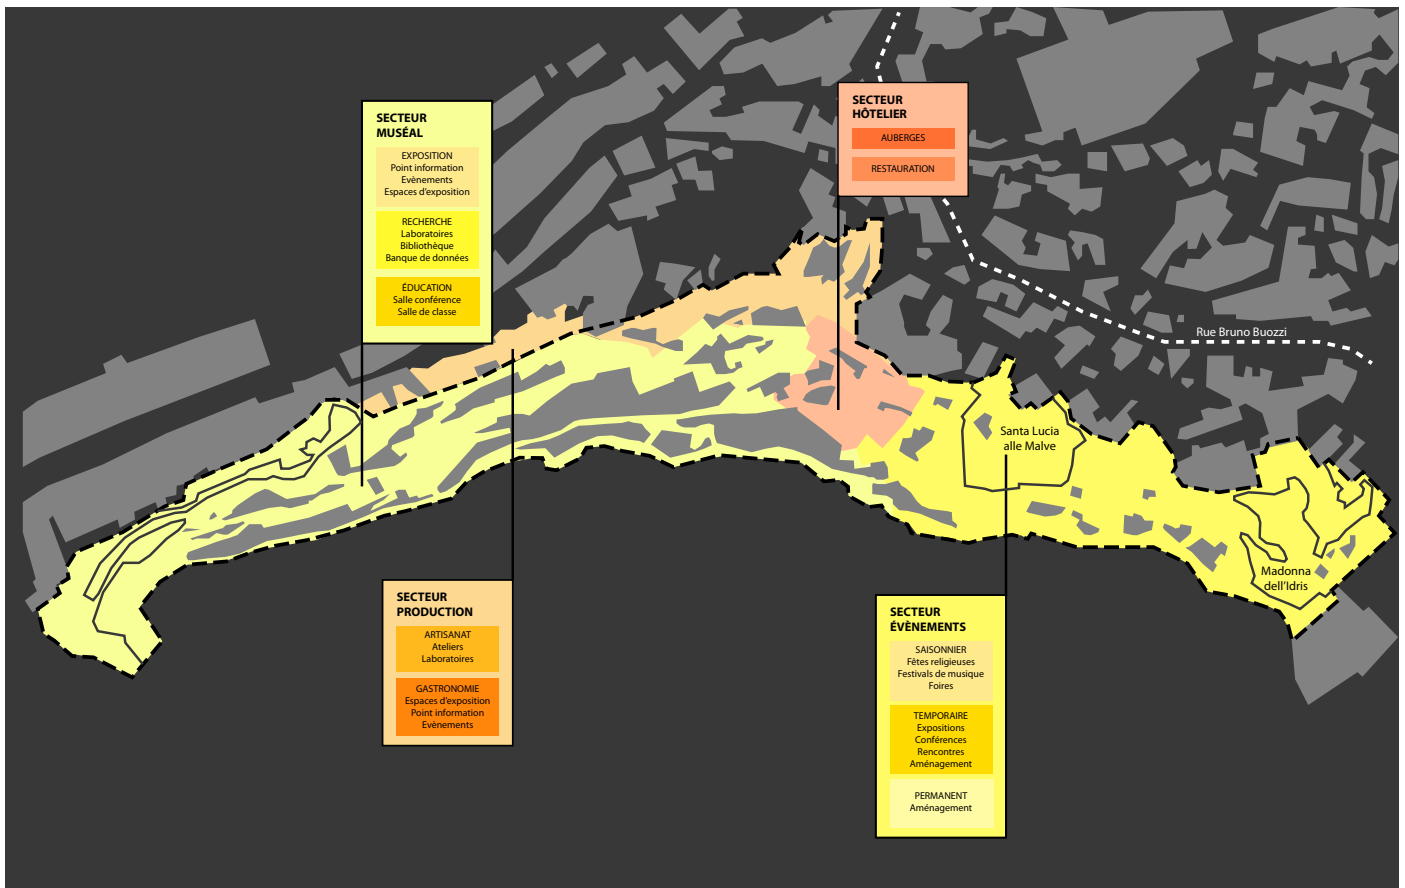 SECTEUR
MUSÉAL
EXPOSITION
Point information
Evènements
Espaces d'exposition
RECHERCHE
Laboratoires
Bibliothèque
Banque de données
ÉDUCATION
Salle conférence
Salle de classe
SECTEUR
HÔTELIER
AUBERGES
RESTAURATION
Rue Bruno Buozzi
Santa Lucia
alle Malve
Madonna
dell'Idris
SECTEUR
PRODUCTION
ARTISANAT
Ateliers
Laboratoires
GASTRONOMIE
Espaces d'exposition
Point information
Evènements
SECTEUR
ÉVÈNEMENTS
SAISONNIER
Fêtes religieuses
Festivals de musique
Foires
TEMPORAIRE
Expositions
Conférences
Rencontres
Aménagement
PERMANENT
Aménagement